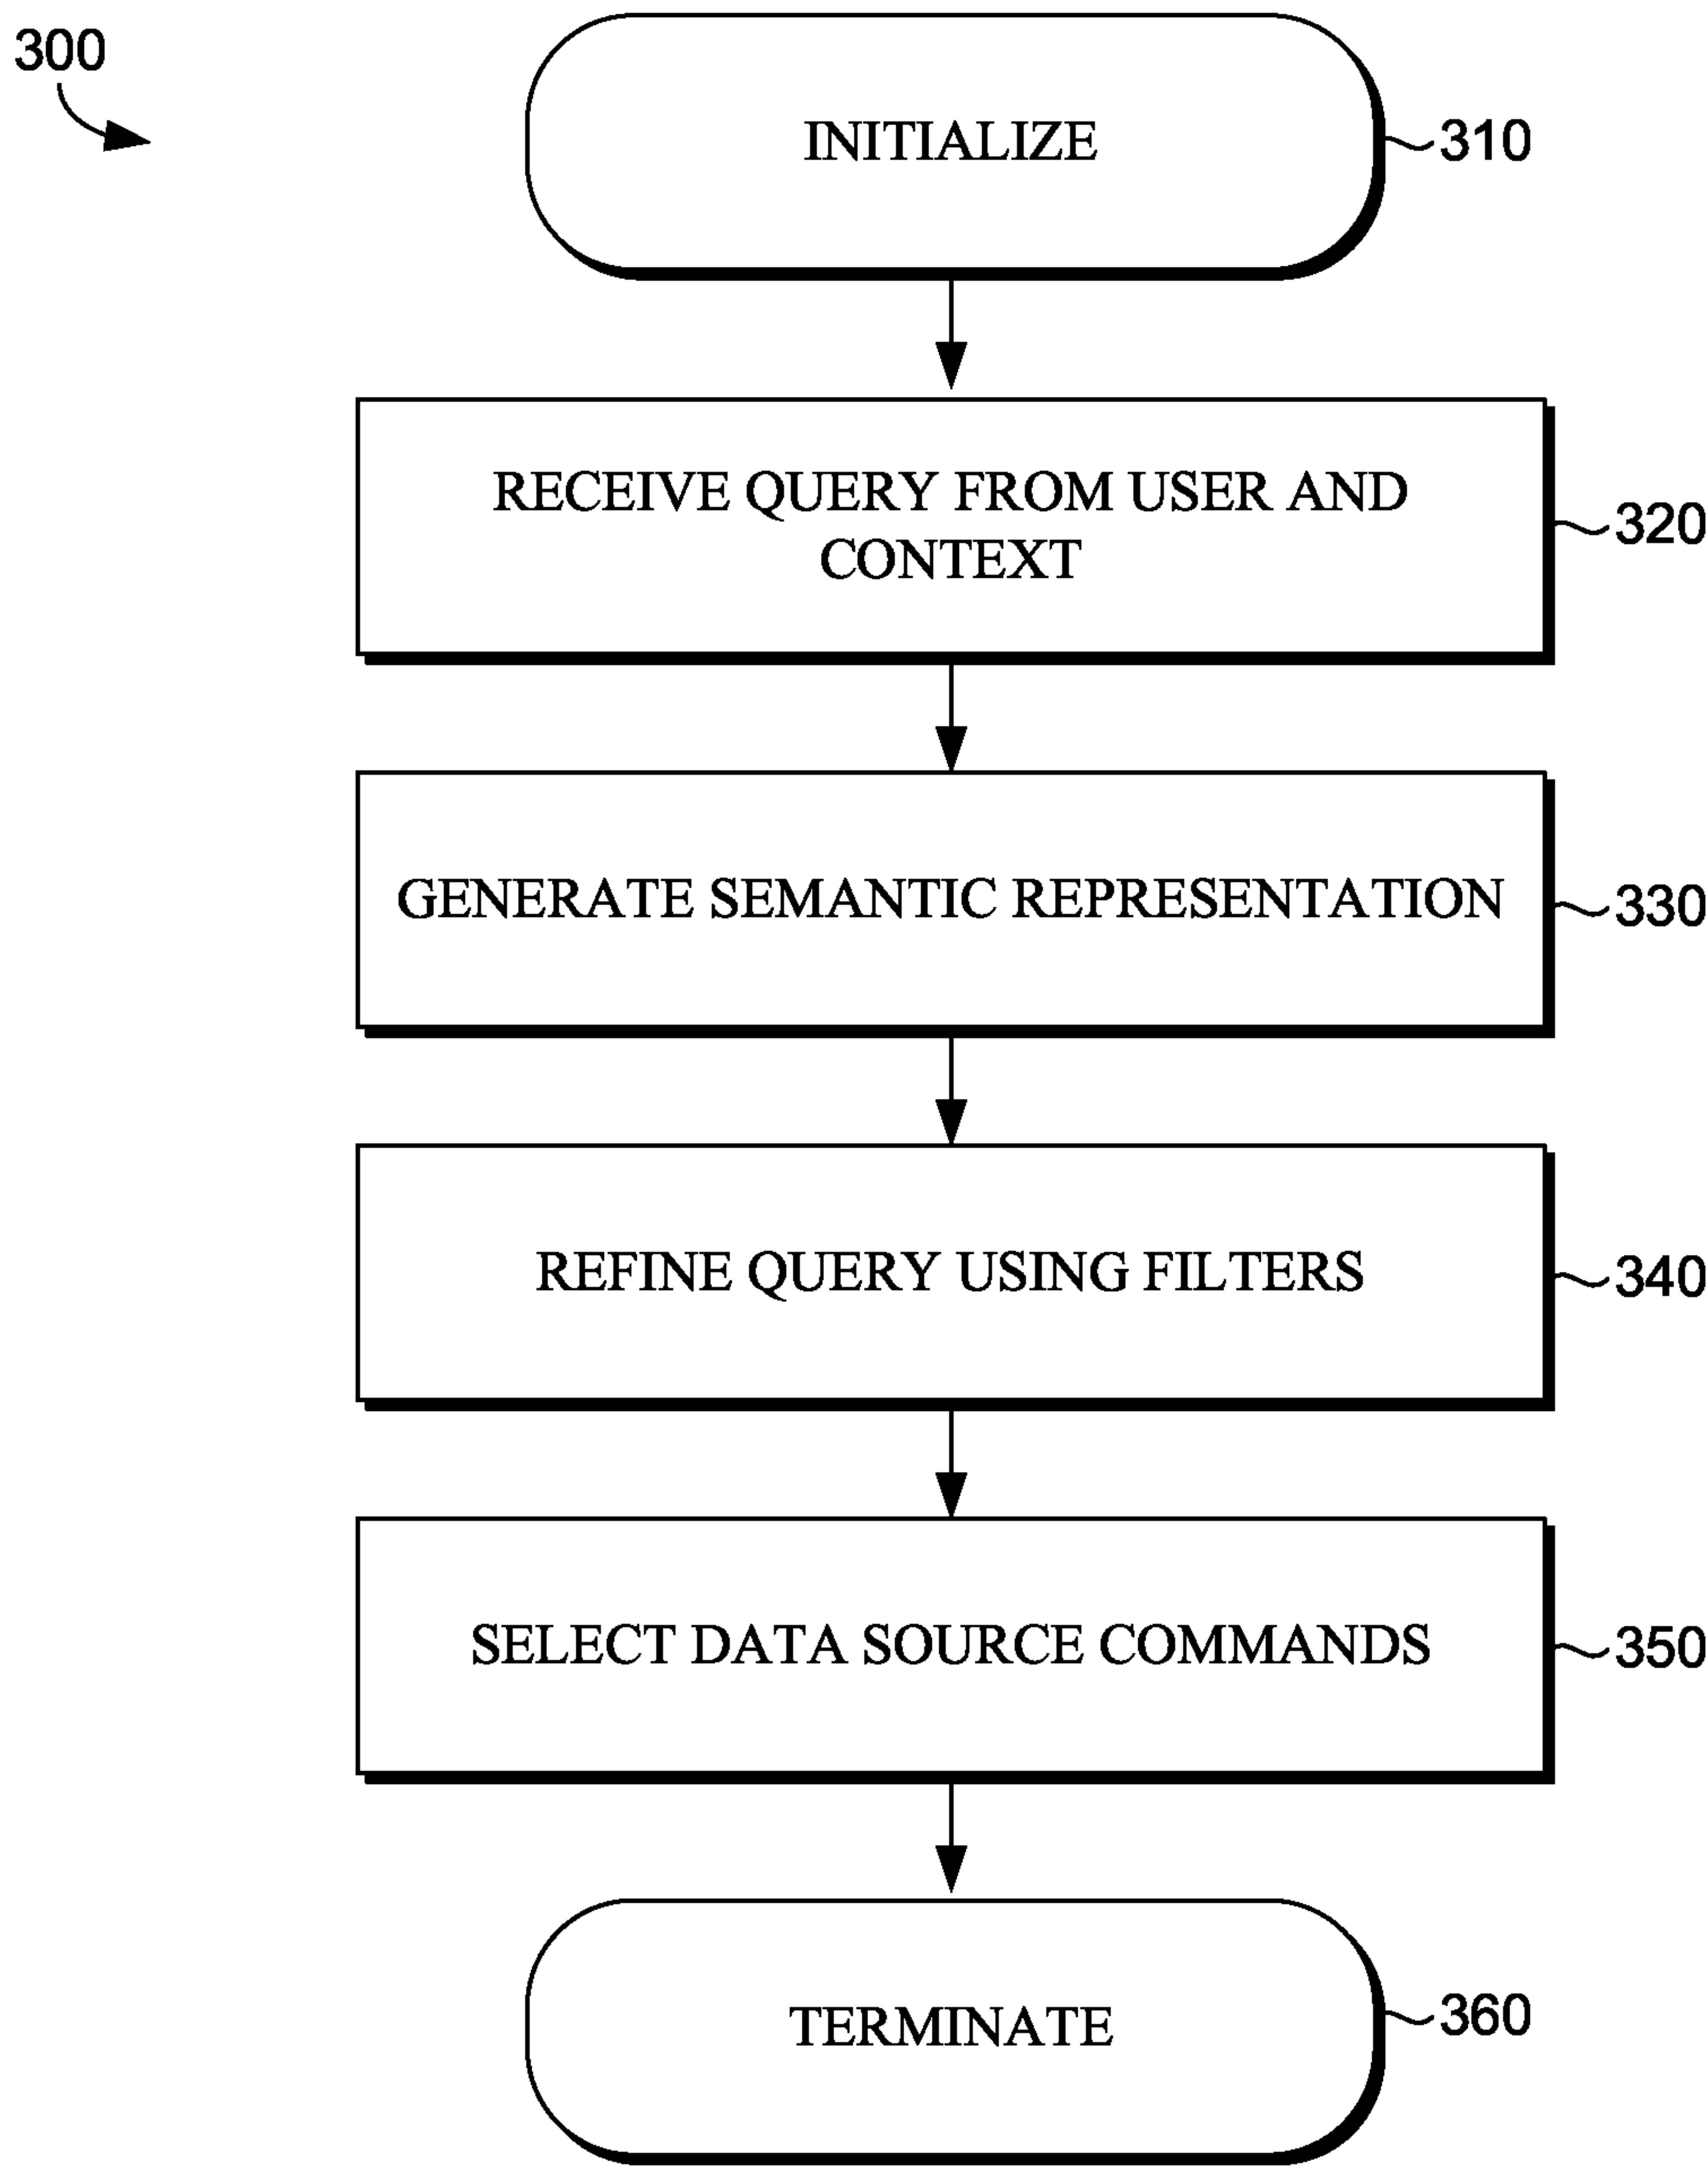 300
INITIALIZE
310
RECEIVE QUERY FROM USER AND
CONTEXT
320
GENERATE SEMANTIC REPRESENTATION
330
REFINE QUERY USING FILTERS
340
SELECT DATA SOURCE COMMANDS
350
TERMINATE
360